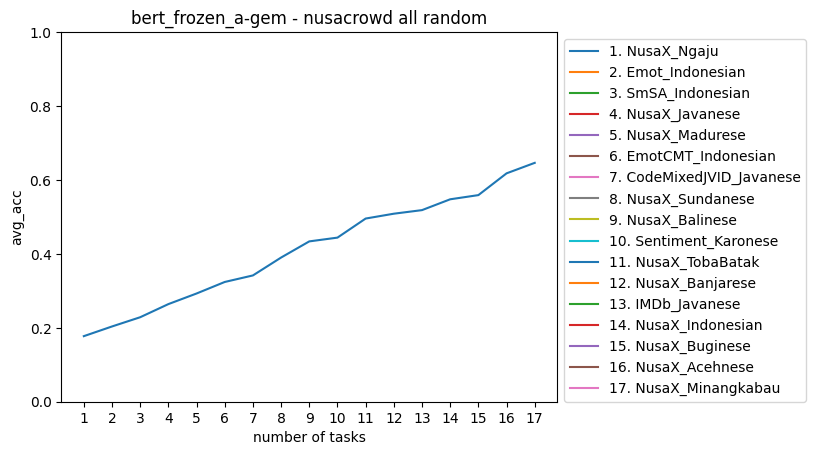 bert_frozen_a-gem - nusacrowd all random
1.0
0.8
0.6
0.4
0.2
0.0
avg_acc
1 2 3 4 5 6 7 8 9 10 11 12 13 14 15 16 17
number of tasks
1. NusaX_Ngaju
2. Emot_Indonesian
3. SmSA_Indonesian
4. NusaX_Javanese
5. NusaX_Madurese
6. EmotCMT_Indonesian
7. CodeMixedJVID_Javanese
8. NusaX_Sundanese
9. NusaX_Balinese
10. Sentiment_Karonese
11. NusaX_TobaBatak
12. NusaX_Banjarese
13. IMDb_Javanese
14. NusaX_Indonesian
15. NusaX_Buginese
16. NusaX_Acehnese
17. NusaX_Minangkabau